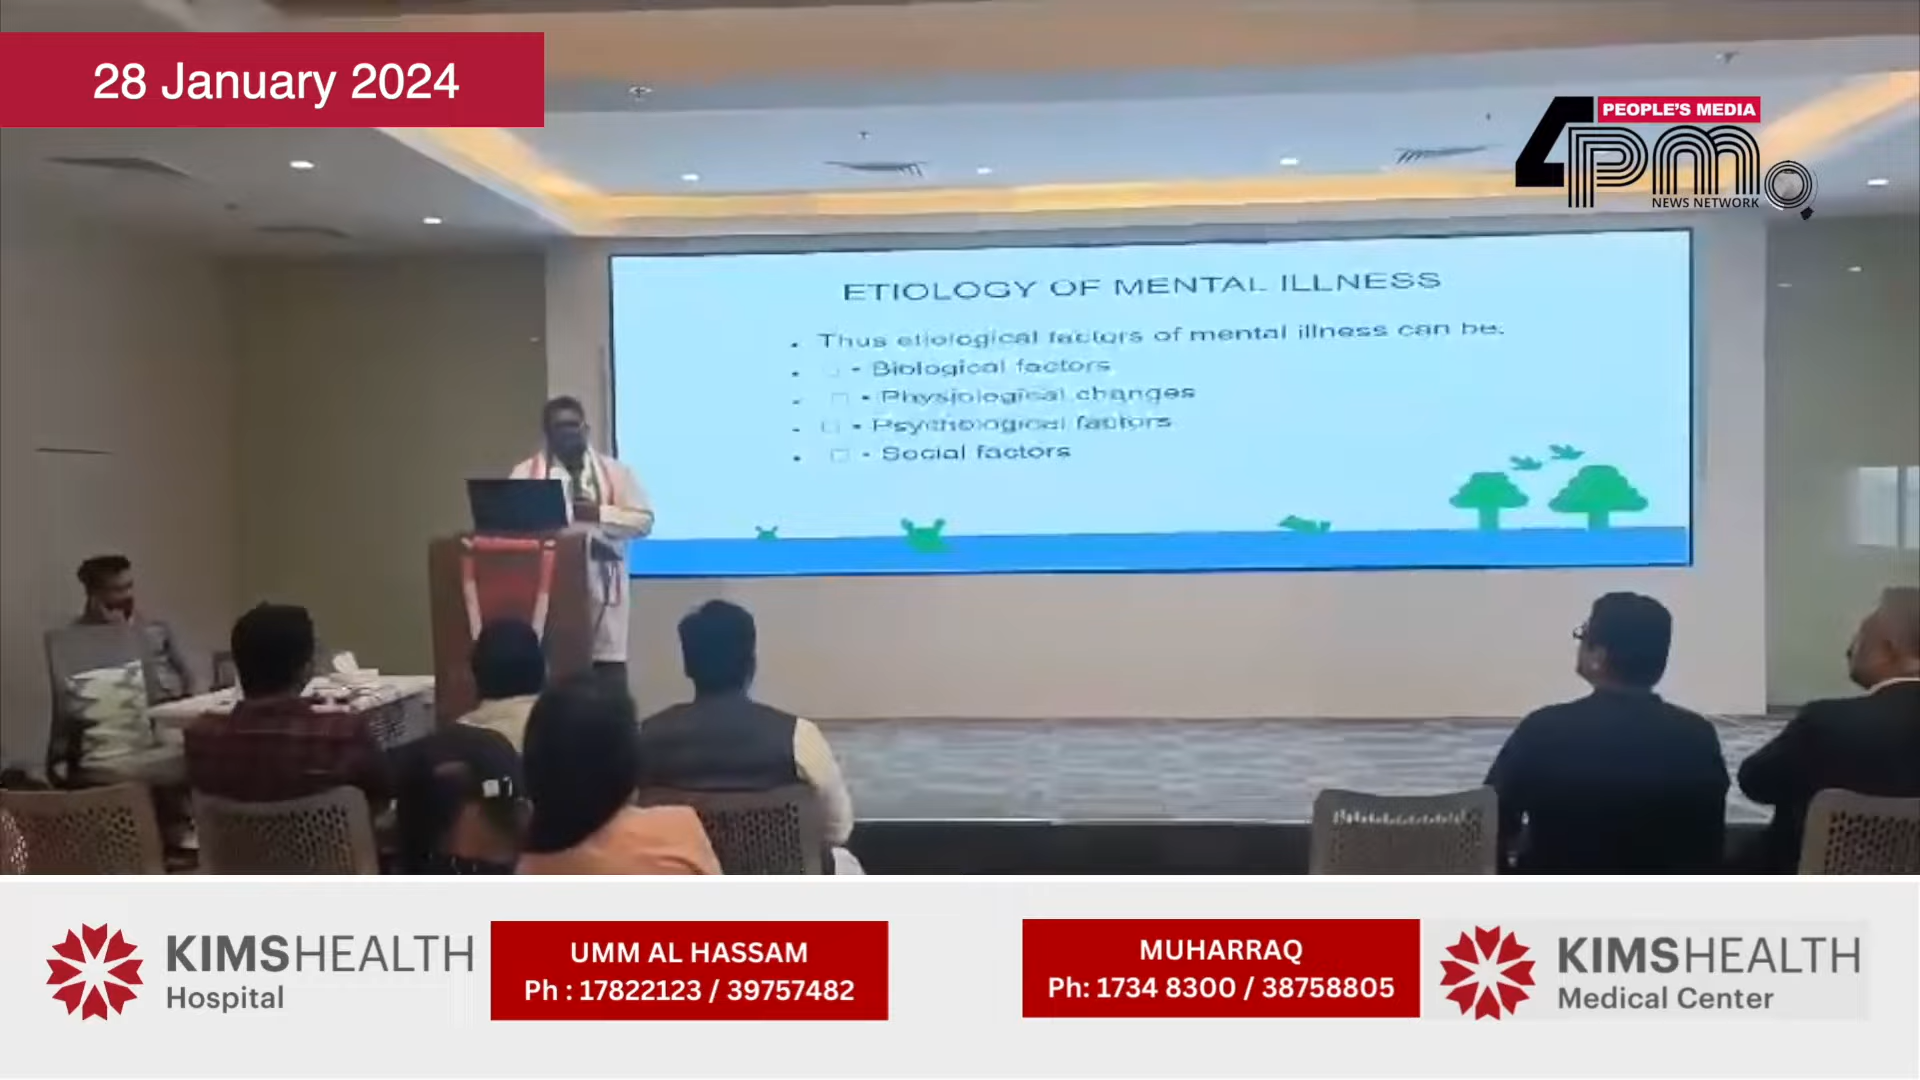 28 January 2024
PEOPLE'S MEDIA
4pm
NEWS NETWORK
ETIOLOGY OF MENTAL ILLNESS
• Thus etiological factors of mental illness can be:
• • Biological factors
• • Physiological changes
• • Psychological factors
• • Social factors
KIMSHEALTH
Hospital
UMM AL HASSAM
Ph : 17822123 / 39757482
MUHARRAQ
Ph: 1734 8300 / 38758805
KIMSHEALTH
Medical Center